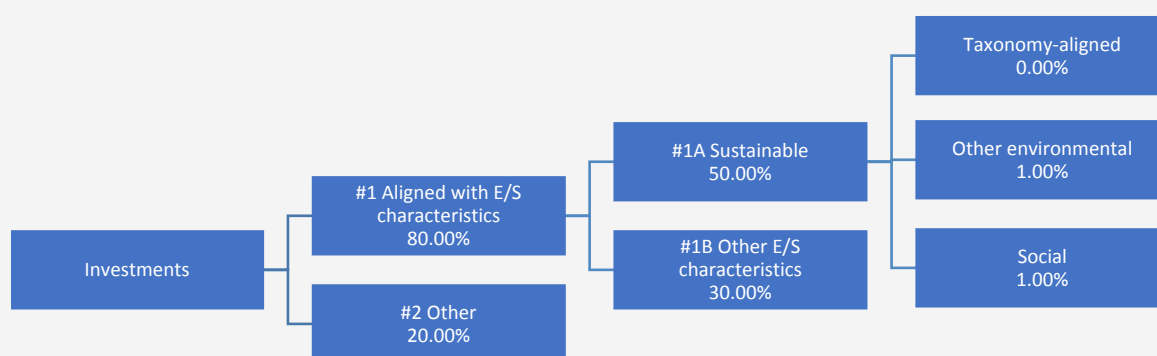 Investments
#1 Aligned with E/S
characteristics
80.00%
#2 Other
20.00%
#1A Sustainable
50.00%
#1B Other E/S
characteristics
30.00%
Taxonomy-aligned
0.00%
Other environmental
1.00%
Social
1.00%